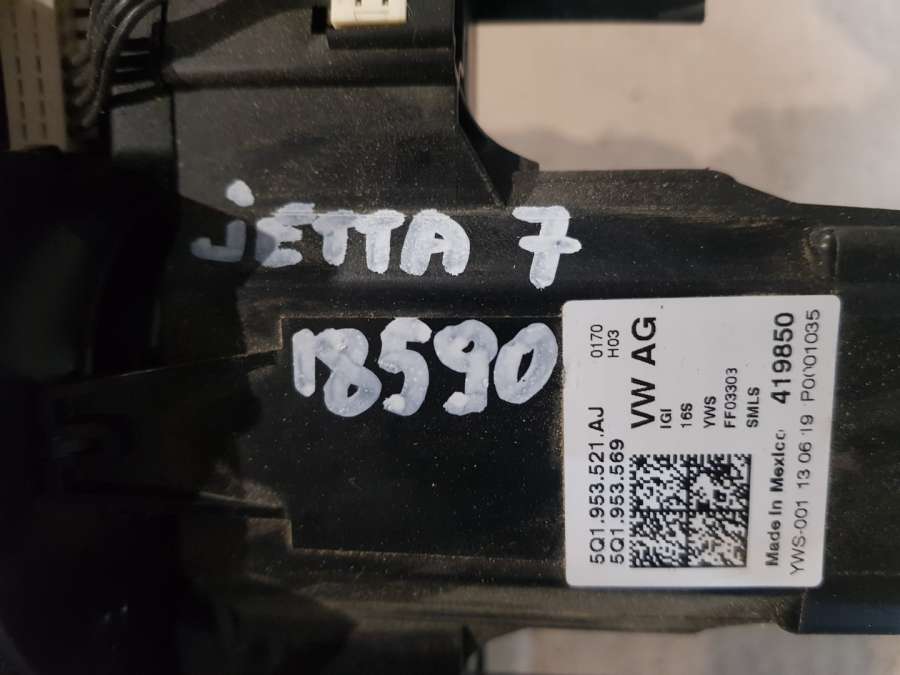 JETTA 7
18590
5Q1.953.521.AJ 0170
5Q1.953.569 H03
VW AG
IGI
16S
YWS
FF03303
SMLS
419850
Made In Mexico
YWS-001 13 06 19 P0001035